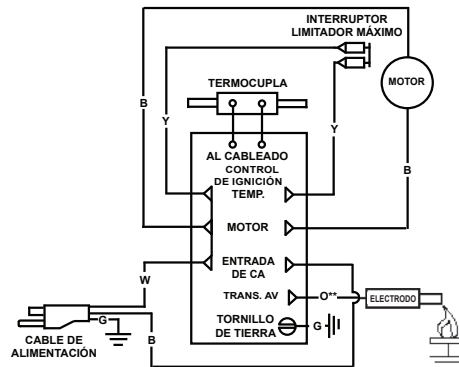 INTERRUPTOR
LIMITADOR MÁXIMO
TERMOCUPLA
MOTOR
B
Y
Y
B
AL CABLEADO
CONTROL
DE IGNICIÓN
TEMP.
MOTOR
ENTRADA
DE CA
W
TRANS. AV
O**
ELECTRODO
G
TORNILLO
DE TIERRA
G
CABLE DE
ALIMENTACIÓN
B